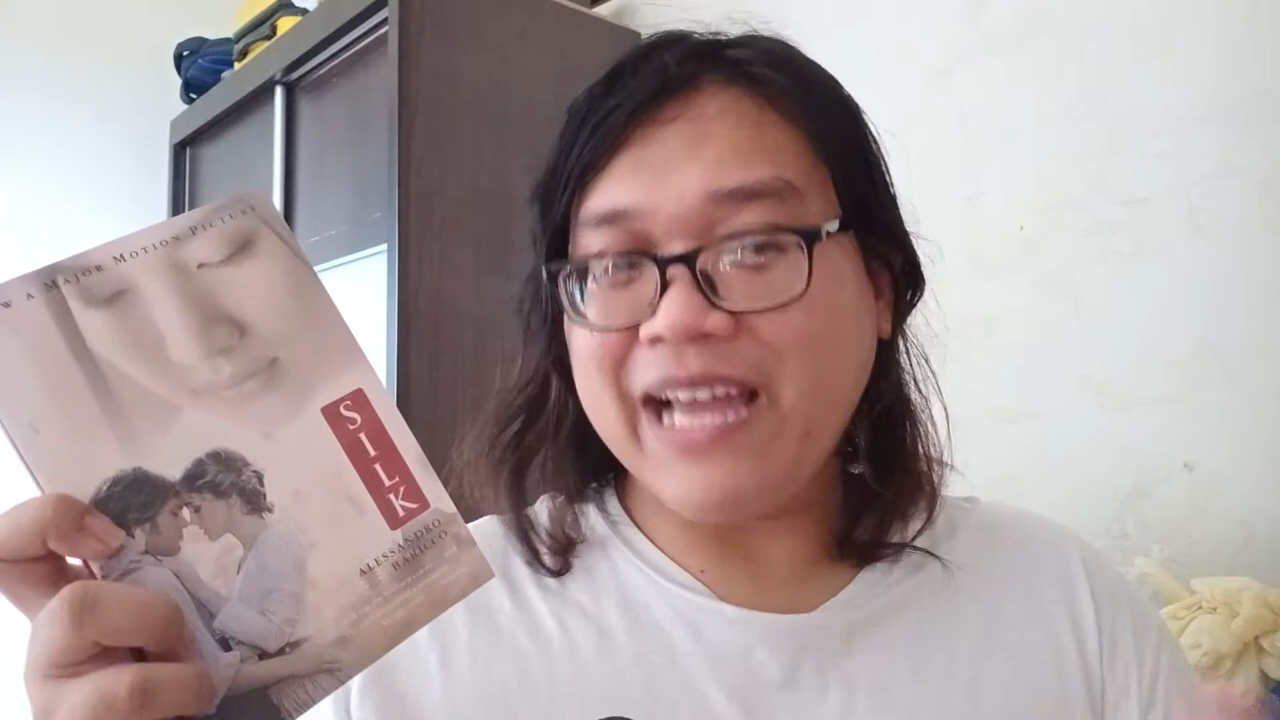 W A MAJOR MOTION PICTURE
SILK
ALESSANDRO
BARICCO